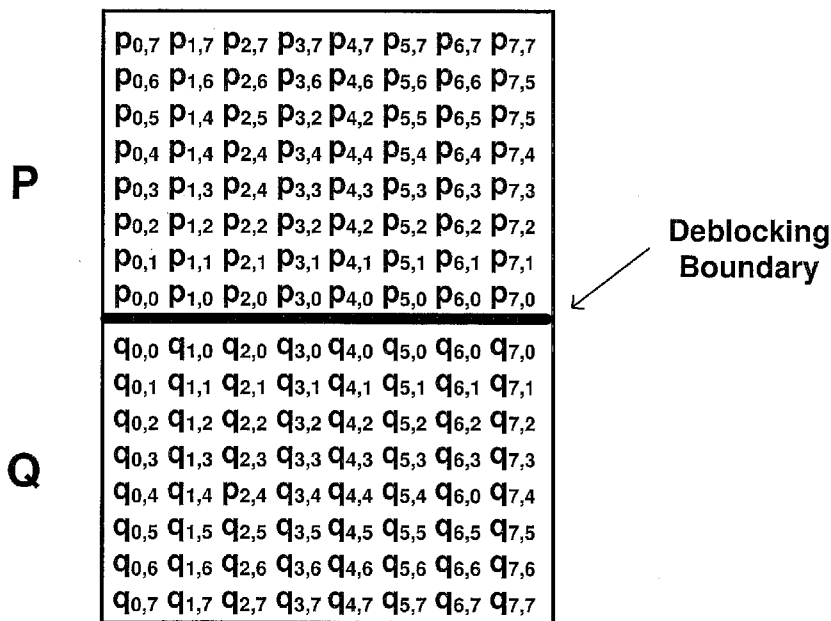 p0,7 p1,7 p2,7 p3,7 p4,7 p5,7 p6,7 p7,7
p0,6 p1,6 p2,6 p3,6 p4,6 p5,6 p6,6 p7,5
p0,5 p1,4 p2,5 p3,2 p4,2 p5,5 p6,5 p7,5
p0,4 p1,4 p2,4 p3,4 p4,4 p5,4 p6,4 p7,4
P
p0,3 p1,3 p2,4 p3,3 p4,3 p5,3 p6,3 p7,3
p0,2 p1,2 p2,2 p3,2 p4,2 p5,2 p6,2 p7,2
p0,1 p1,1 p2,1 p3,1 p4,1 p5,1 p6,1 p7,1
p0,0 p1,0 p2,0 p3,0 p4,0 p5,0 p6,0 p7,0
Deblocking
Boundary
q0,0 q1,0 q2,0 q3,0 q4,0 q5,0 q6,0 q7,0
q0,1 q1,1 q2,1 q3,1 q4,1 q5,1 q6,1 q7,1
q0,2 q1,2 q2,2 q3,2 q4,2 q5,2 q6,2 q7,2
q0,3 q1,3 q2,3 q3,3 q4,3 q5,3 q6,3 q7,3
Q
q0,4 q1,4 p2,4 q3,4 q4,4 q5,4 q6,0 q7,4
q0,5 q1,5 q2,5 q3,5 q4,5 q5,5 q6,5 q7,5
q0,6 q1,6 q2,6 q3,6 q4,6 q5,6 q6,6 q7,6
q0,7 q1,7 q2,7 q3,7 q4,7 q5,7 q6,7 q7,7